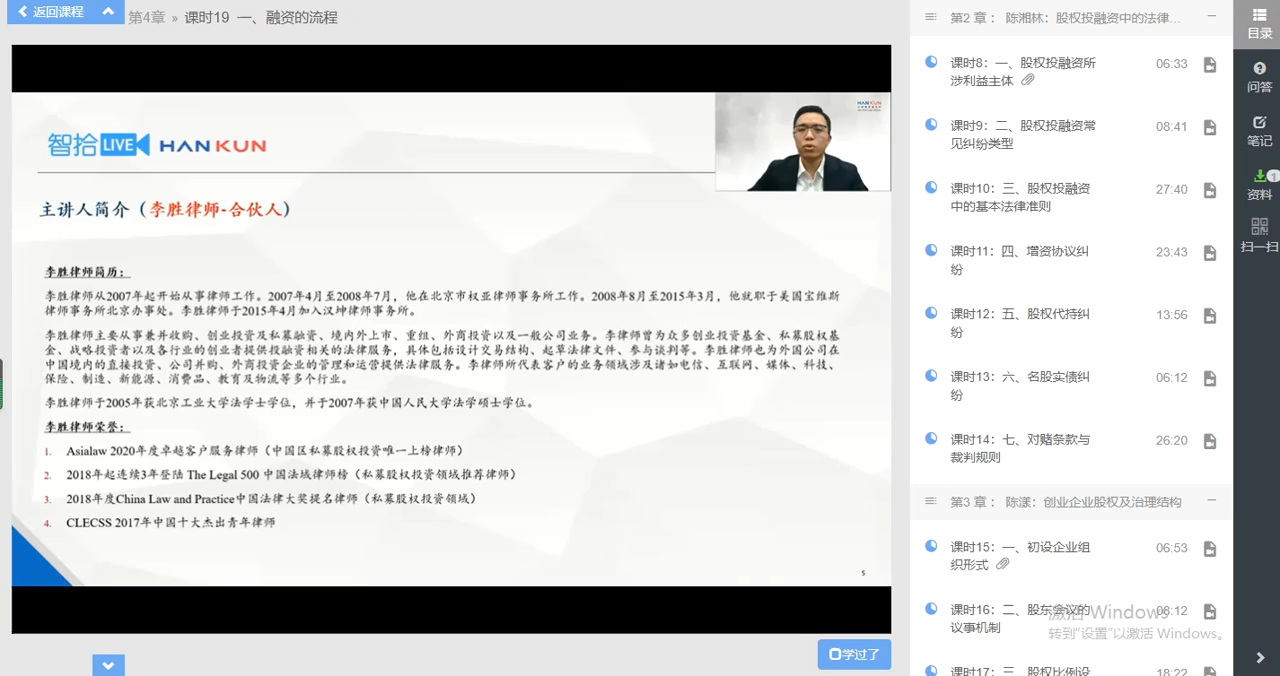 返回课程
第4章 » 课时19 一、融资的流程
智拾LIVE HANKUN
HANKUN
主讲人简介（李胜律师-合伙人）
李胜律师简历：
李胜律师从2007年起开始从事律师工作。2007年4月至2008年7月，他在北京市权亚律师事务所工作。2008年8月至2015年3月，他就职于美国宝维斯
律师事务所北京办事处。李胜律师于2015年4月加入汉坤律师事务所。
李胜律师主要从事兼并收购、创业投资及私募融资、境内外上市、重组、外商投资以及一般公司业务。李律师曾为众多创业投资基金、私募股权基
金、战略投资者以及各行业的创业者提供投融资相关的法律服务，具体包括设计交易结构、起草法律文件、参与谈判等。李胜律师也为外国公司在
中国境内的直接投资、公司并购、外商投资企业的管理和运营提供法律服务。李律师所代表客户的业务领域涉及诸如电信、互联网、媒体、科技、
保险、制造、新能源、消费品、教育及物流等多个行业。
李胜律师于2005年获北京工业大学法学士学位，并于2007年获中国人民大学法学硕士学位。
李胜律师荣誉：
1. Asialaw 2020年度卓越客户服务律师（中国区私募股权投资唯一上榜律师）
2. 2018年起连续3年登陆 The Legal 500 中国法域律师榜（私募股权投资领域推荐律师）
3. 2018年度China Law and Practice中国法律大奖提名律师（私募股权投资领域）
4. CLECSS 2017年中国十大杰出青年律师
5
学过了
第2章： 陈湘林：股权投融资中的法律...
课时8：一、股权投融资所
涉利益主体
06:33
课时9：二、股权投融资常
见纠纷类型
08:41
课时10：三、股权投融资
中的基本法律准则
27:40
课时11：四、增资协议纠
纷
23:43
课时12：五、股权代持纠
纷
13:56
课时13：六、名股实债纠
纷
06:12
课时14：七、对赌条款与
裁判规则
26:20
第3章： 陈漾：创业企业股权及治理结构
课时15：一、初设企业组
织形式
06:53
课时16：二、股东会议的
议事机制
08:12
课时17：三、股权比例设
18:22
激活 Windows
转到“设置”以激活 Windows。
目录
问答
笔记
1
资料
扫一扫